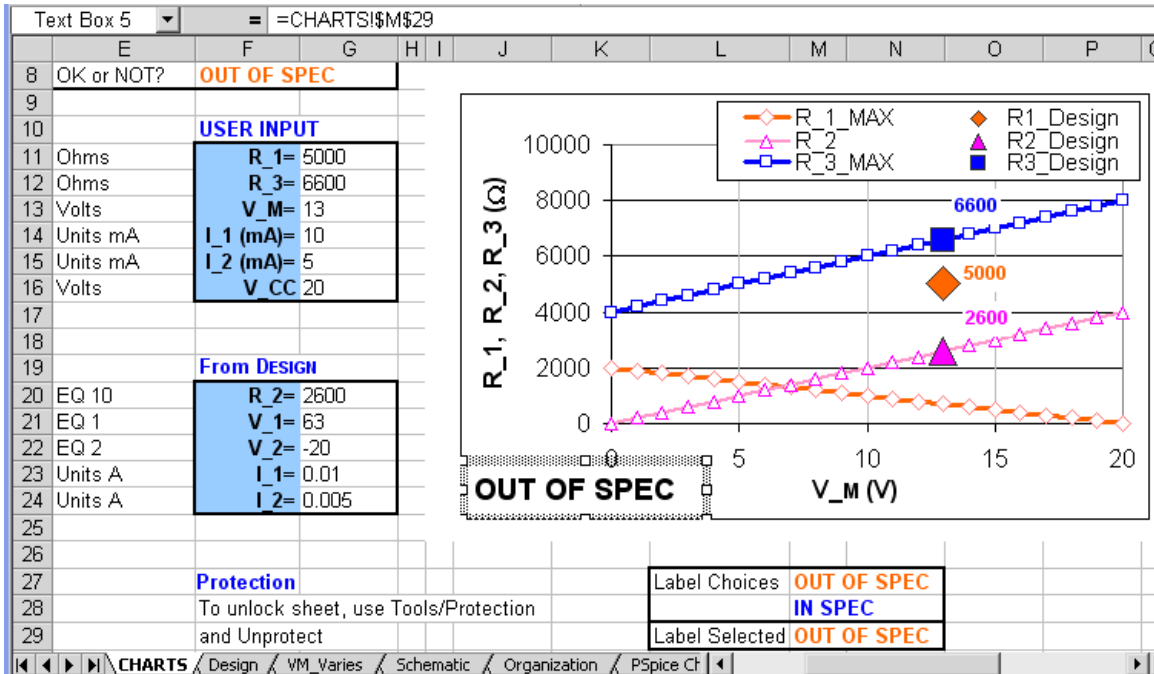 Text Box 5 = =CHARTS!$M$29
E F G H I J K L M N O P
8 OK or NOT? OUT OF SPEC
9
10 USER INPUT
11 Ohms R_1= 5000
12 Ohms R_3= 6600
13 Volts V_M= 13
14 Units mA I_1 (mA)= 10
15 Units mA I_2 (mA)= 5
16 Volts V_CC 20
17
18
19 From DESIGN
20 EQ 10 R_2= 2600
21 EQ 1 V_1= 63
22 EQ 2 V_2= -20
23 Units A I_1= 0.01
24 Units A I_2= 0.005
25
26
27 Protection Label Choices OUT OF SPEC
28 To unlock sheet, use Tools/Protection IN SPEC
29 and Unprotect Label Selected OUT OF SPEC
R_1_MAX R1_Design
R_2 R2_Design
R_3_MAX R3_Design
R_1, R_2, R_3 (Ω)
10000
8000
6000
4000
2000
0
6600
5000
2600
0 5 10 15 20
V_M (V)
OUT OF SPEC
CHARTS Design VM_Varies Schematic Organization PSpice Ch